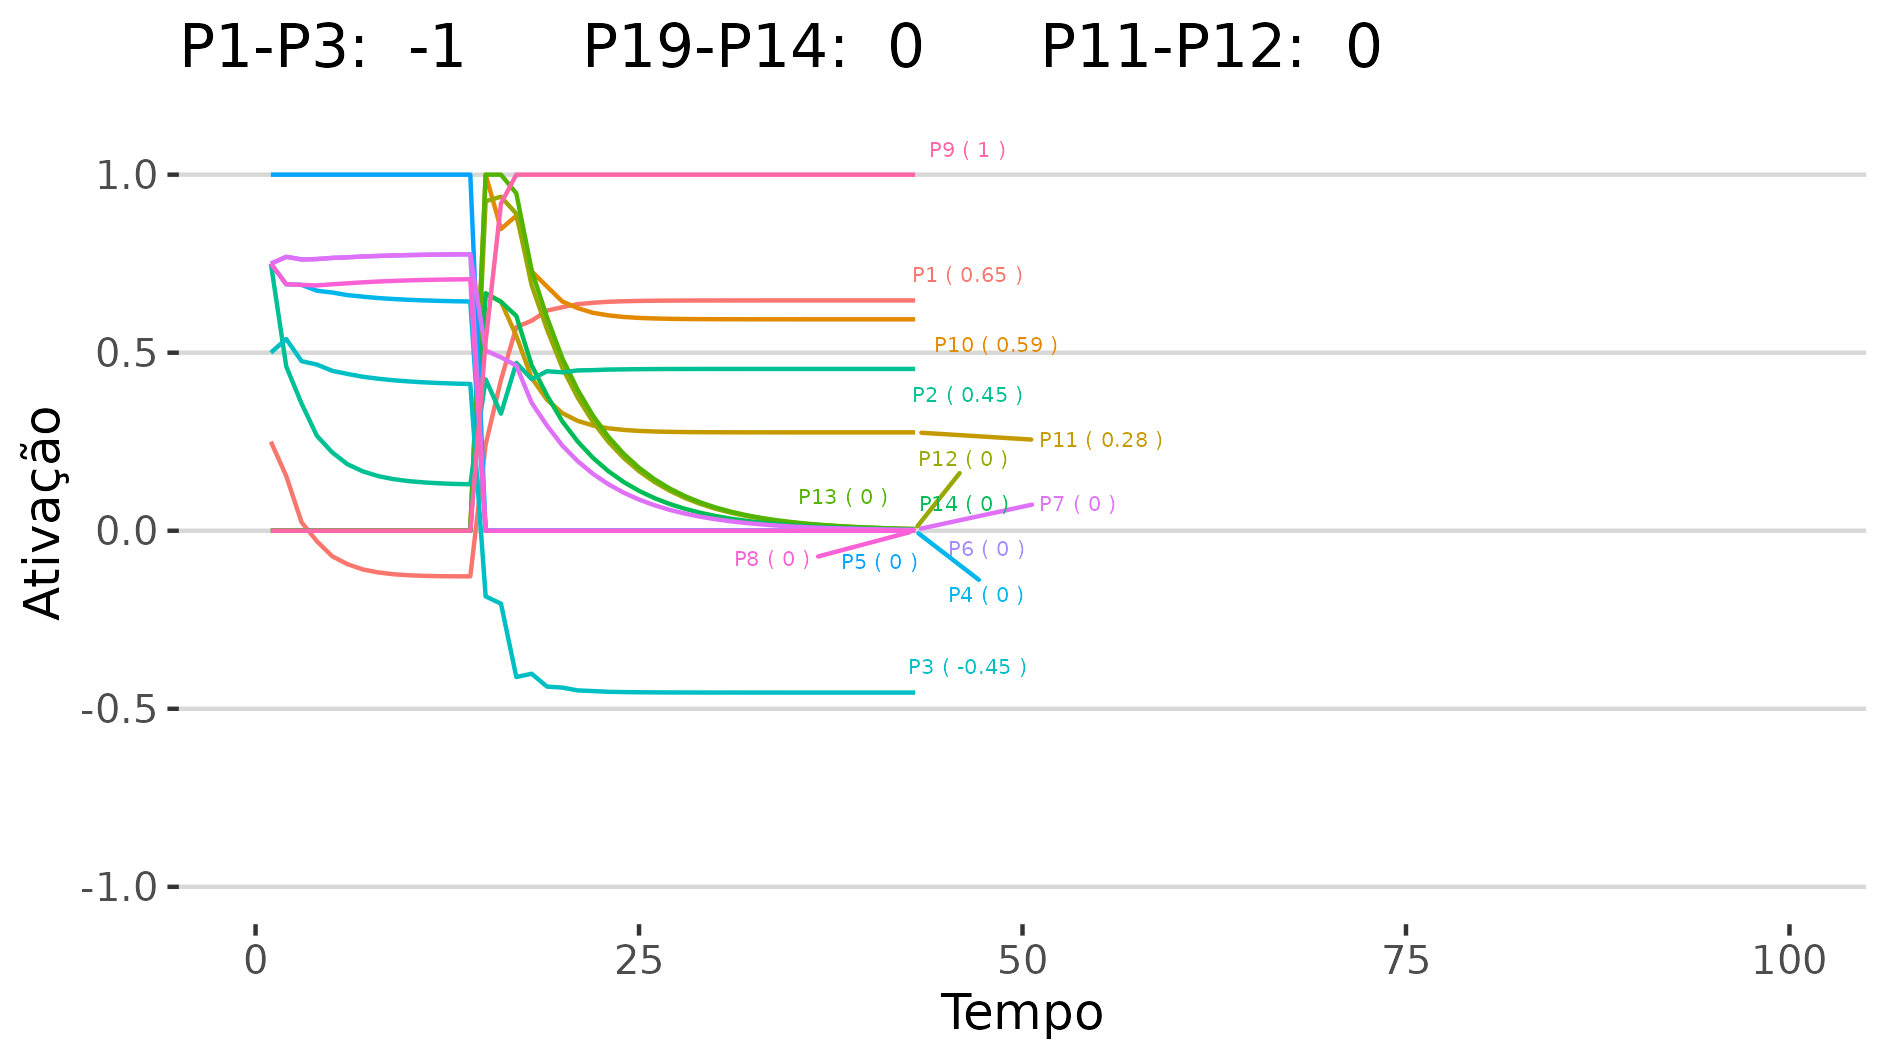 P1-P3: -1 P19-P14: 0 P11-P12: 0
P9 ( 1 )
1.0
P1 ( 0.65 )
P10 ( 0.59 )
0.5
P2 ( 0.45 )
P11 ( 0.28 )
P12 ( 0 )
P13 ( 0 )
P14 ( 0 )
P7 ( 0 )
0.0
P6 ( 0 )
P8 ( 0 )
P5 ( 0 )
P4 ( 0 )
P3 ( -0.45 )
-0.5
-1.0
Ativação
0 25 50 75 100
Tempo